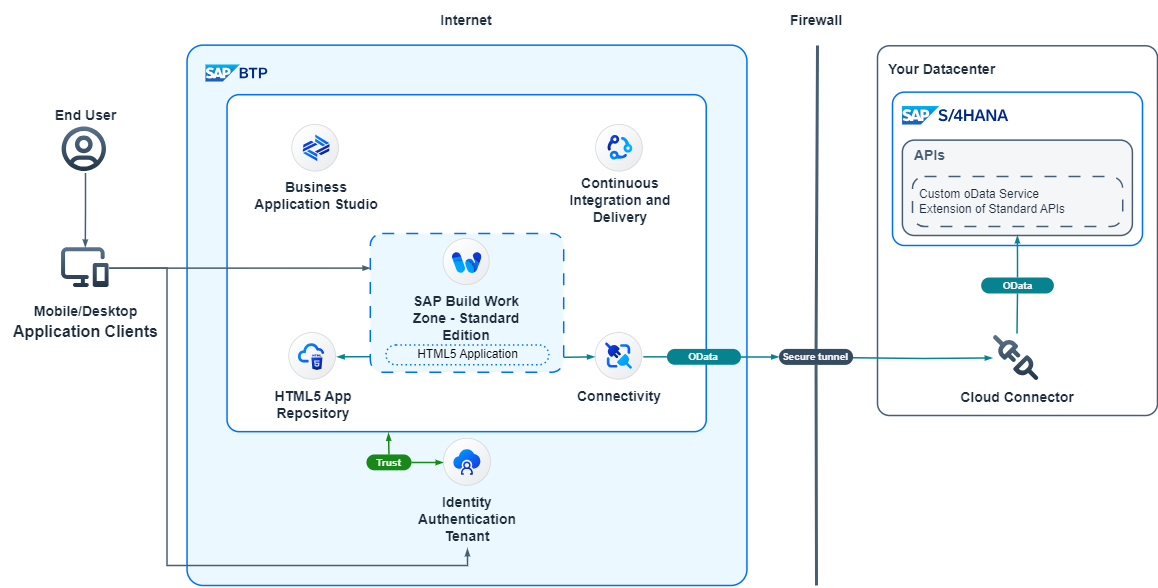 Internet
Firewall
SAP BTP
Your Datacenter
SAP S/4HANA
APIs
Custom oData Service
Extension of Standard APIs
End User
Business
Application Studio
Continuous
Integration and
Delivery
Mobile/Desktop
Application Clients
SAP Build Work
Zone - Standard
Edition
HTML5 Application
HTML5 App
Repository
Connectivity
OData
Secure tunnel
OData
Cloud Connector
Trust
Identity
Authentication
Tenant